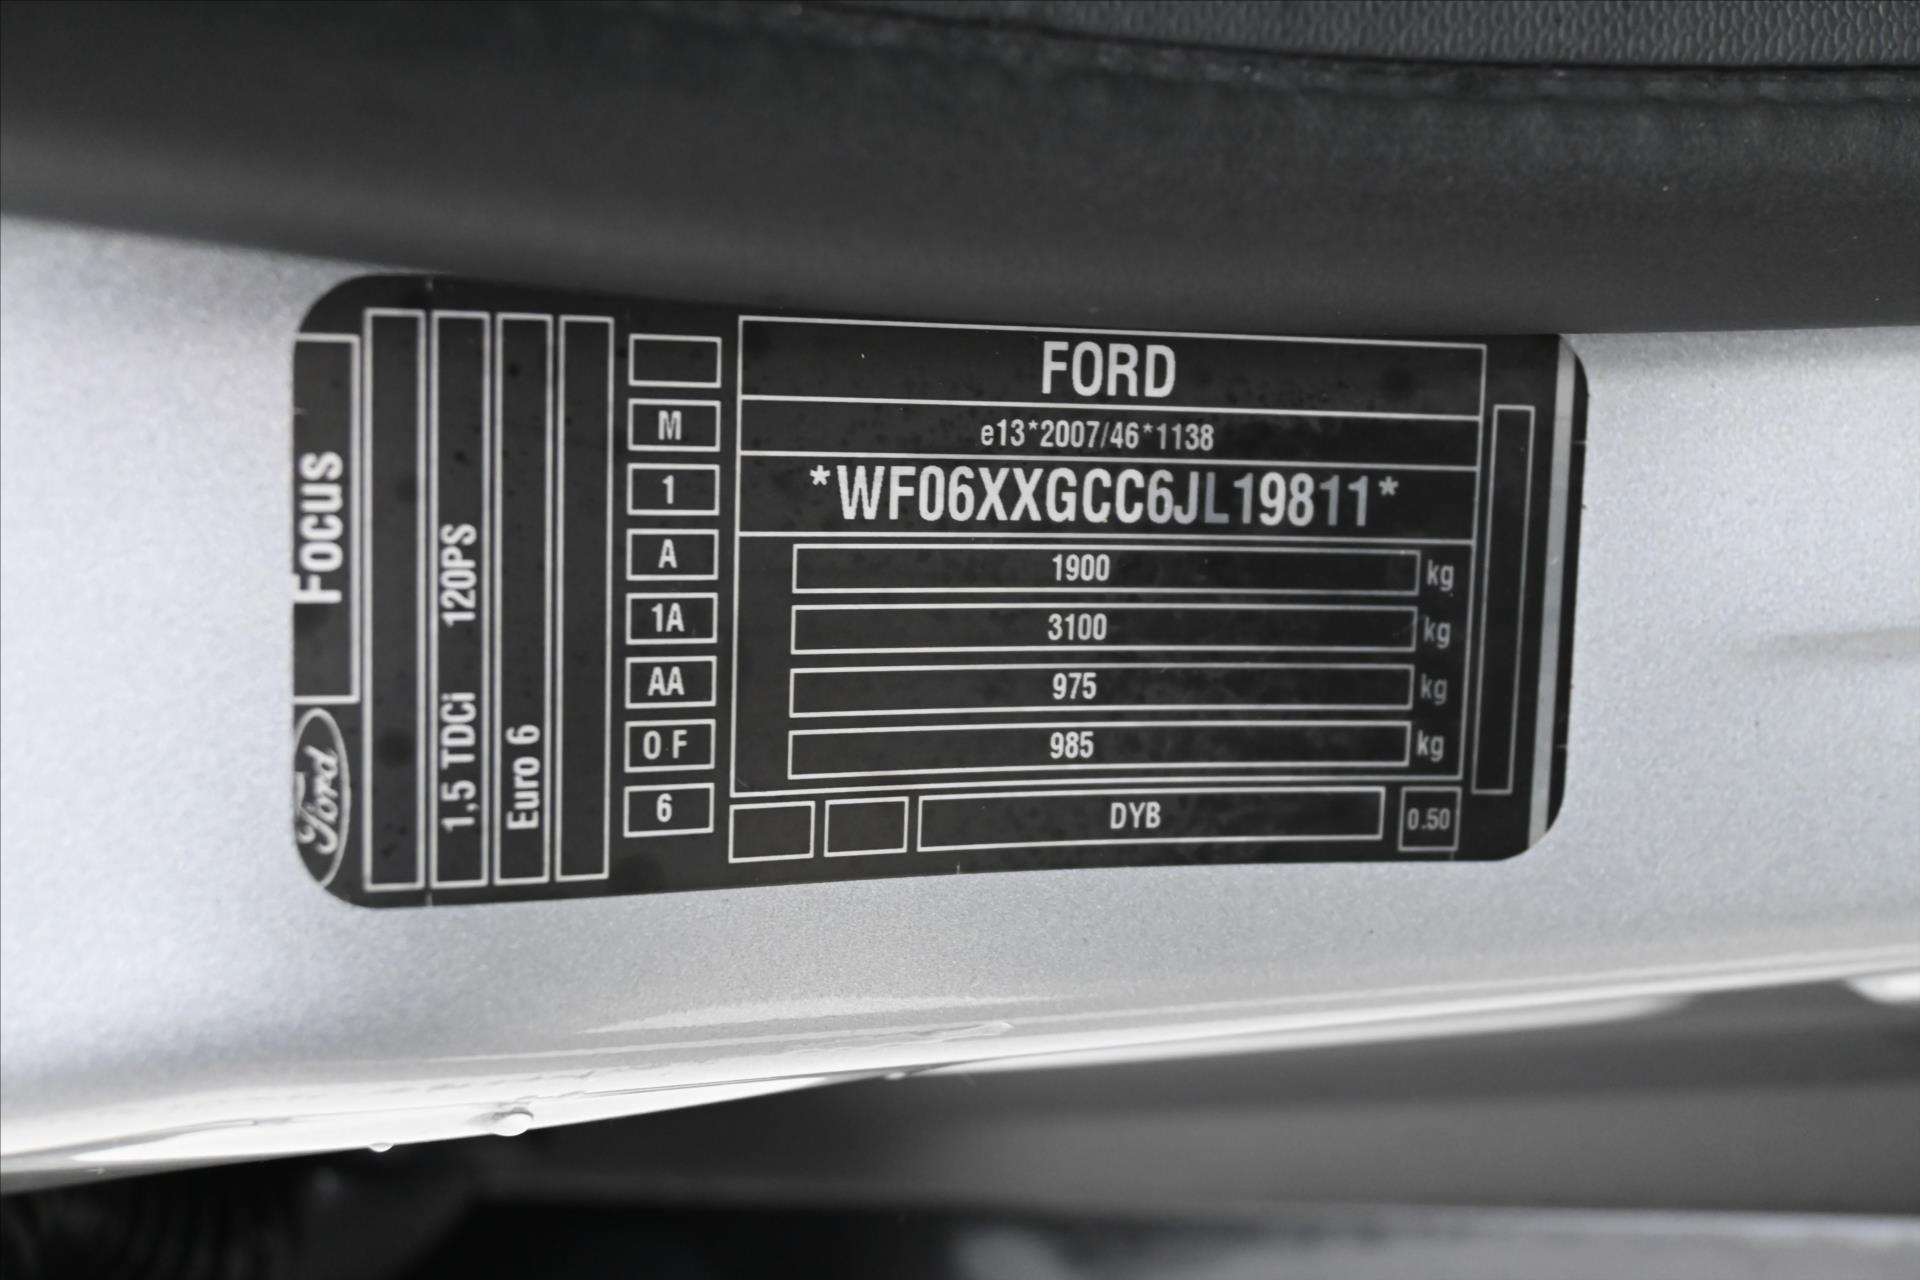 Ford Focus
1,5 TDCi 120PS
Euro 6
M
1
A
1A
AA
0 F
6
FORD
e13*2007/46*1138
*WF06XXGCC6JL19811*
1900 kg
3100 kg
975 kg
985 kg
DYB
0.50